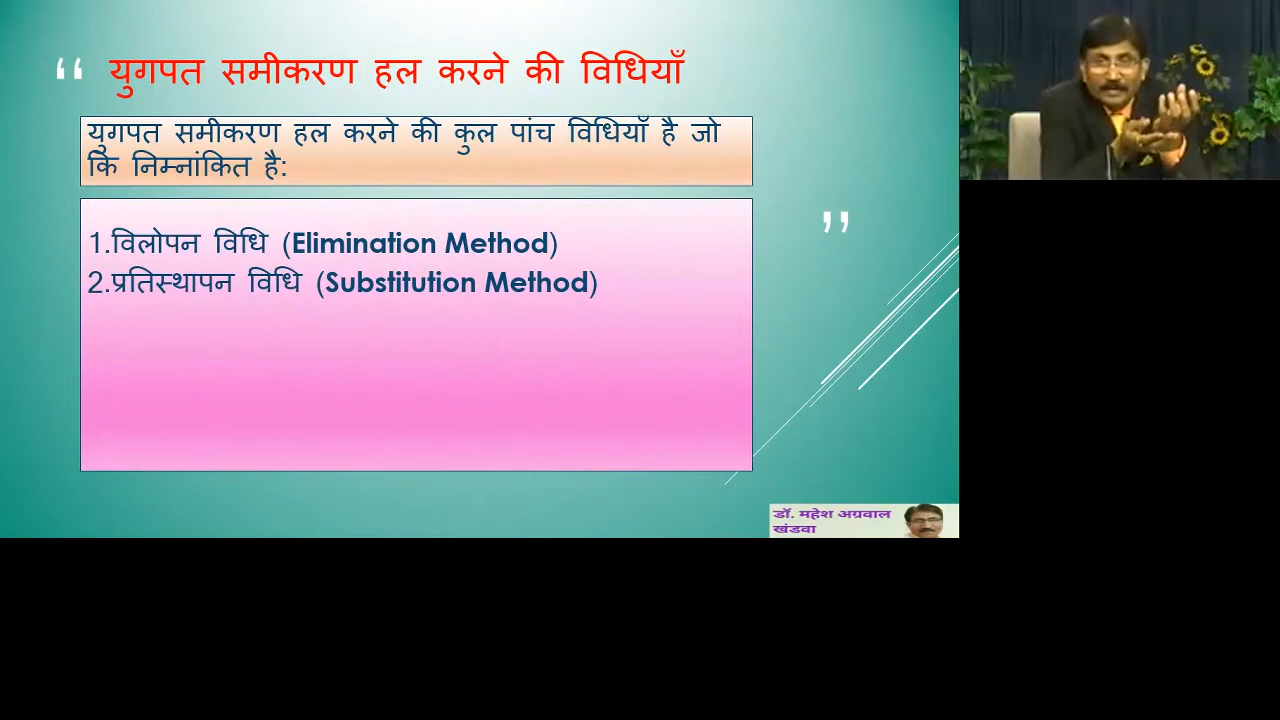 “ युगपत समीकरण हल करने की विधियाँ
युगपत समीकरण हल करने की कुल पांच विधियाँ है जो
कि निम्नांकित है:
”
1.विलोपन विधि (Elimination Method)
2.प्रतिस्थापन विधि (Substitution Method)
डॉ. महेश अग्रवाल
खंडवा